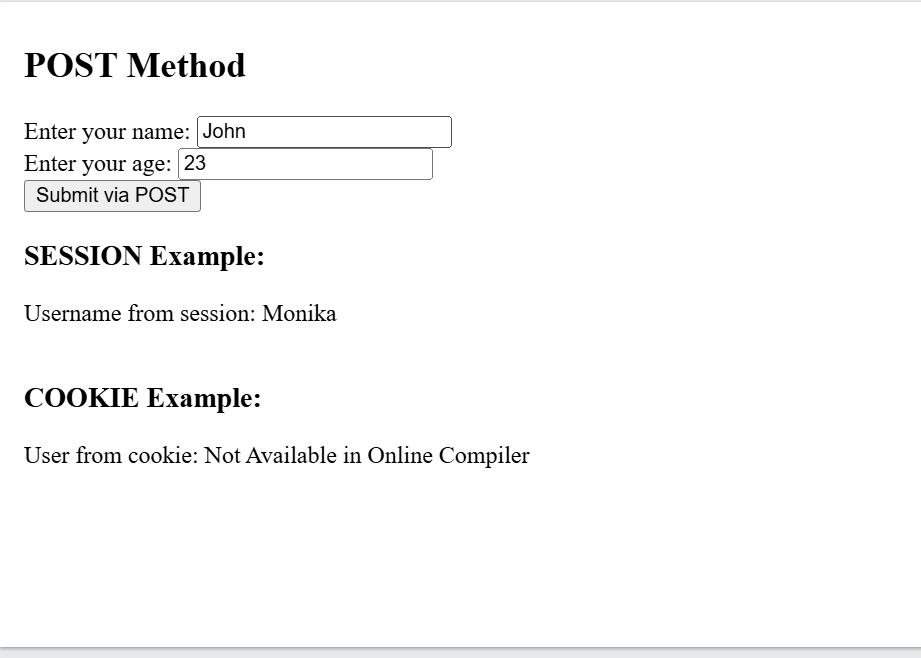 POST Method
Enter your name: John
Enter your age: 23
Submit via POST
SESSION Example:
Username from session: Monika
COOKIE Example:
User from cookie: Not Available in Online Compiler